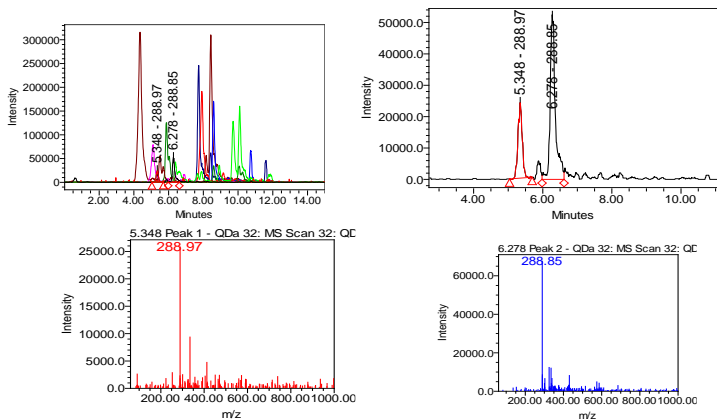 300000
250000
200000
150000
100000
50000
0
Intensity
5.348 - 288.97
6.278 - 288.85
2.00 4.00 6.00 8.00 10.00 12.00 14.00
Minutes
50000.0
40000.0
30000.0
20000.0
10000.0
0.0
Intensity
5.348 - 288.97
6.278 - 288.85
4.00 6.00 8.00 10.00
Minutes
5.348 Peak 1 - QDa 32: MS Scan 32: QD
288.97
25000.0
20000.0
15000.0
10000.0
5000.0
0.0
Intensity
200.00 400.00 600.00 800.00 1000.00
m/z
6.278 Peak 2 - QDa 32: MS Scan 32: QD
288.85
60000.0
40000.0
20000.0
0.0
Intensity
200.00 400.00 600.00 800.00 1000.00
m/z